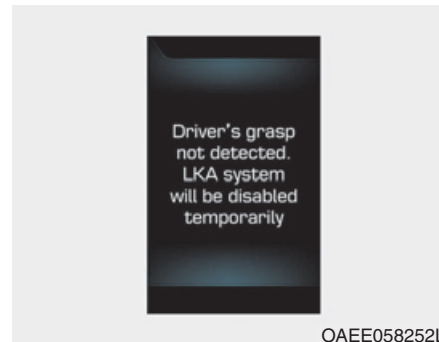 Driver's grasp
not detected.
LKA system
will be disabled
temporarily
OAEE058252L